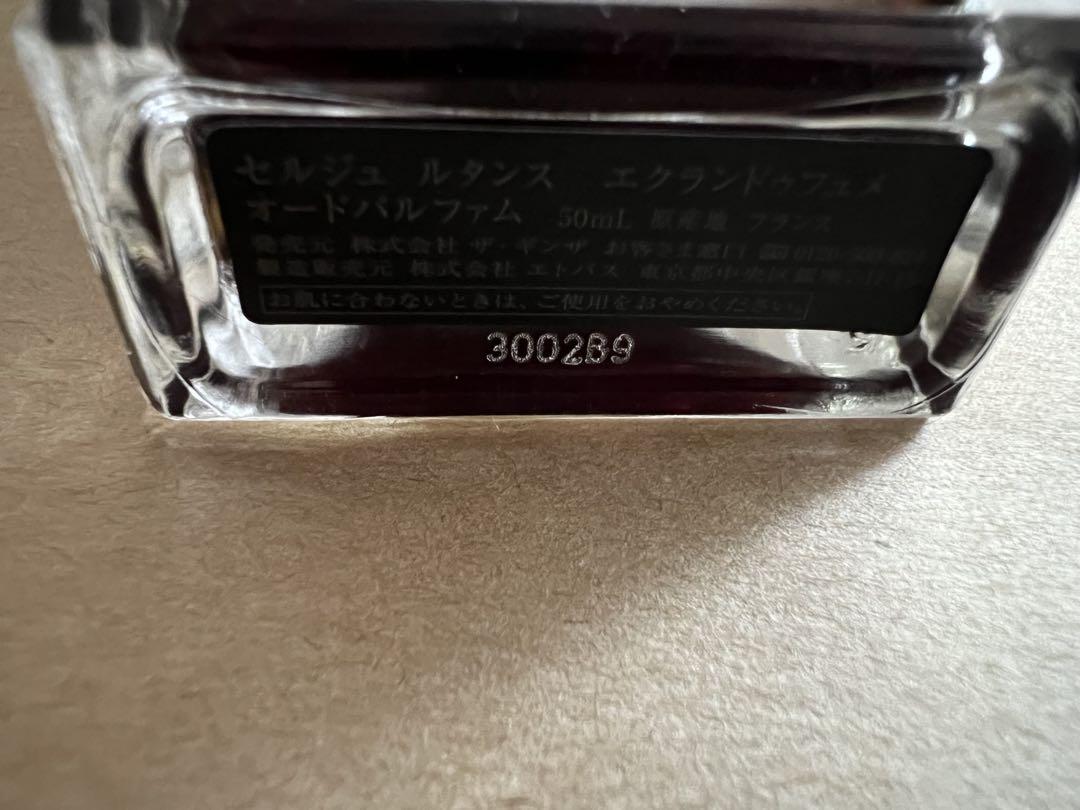 セルジュ ルタンス エクランドゥフュメ
オードパルファム 50mL 原産地 フランス
発売元 株式会社 ザ・ギンザ お客さま窓口
製造販売元 株式会社 エトバス 東京都中央区銀座
お肌に合わないときは、ご使用をおやめください。
300289